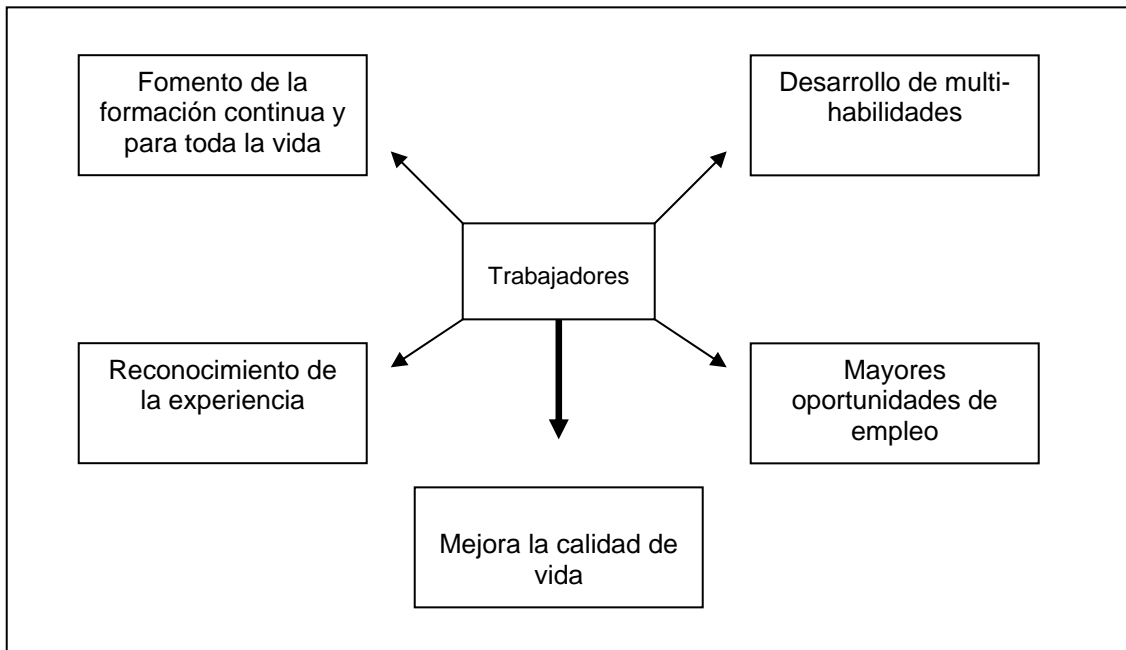 Fomento de la
formación continua y
para toda la vida
Desarrollo de multi-
habilidades
Trabajadores
Reconocimiento de
la experiencia
Mayores
oportunidades de
empleo
Mejora la calidad de
vida